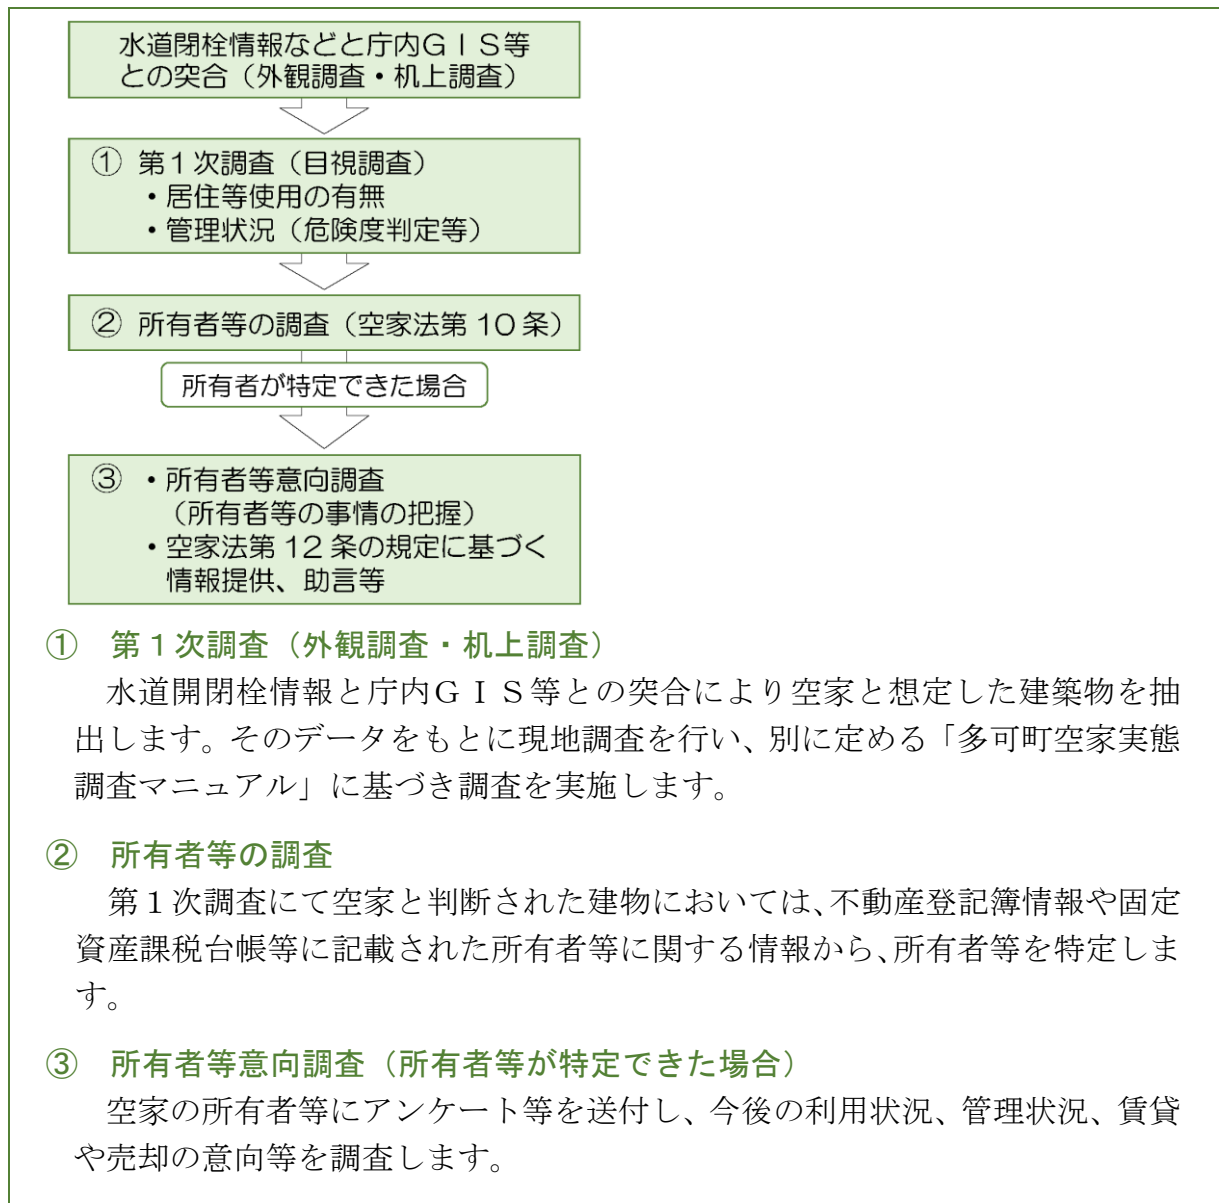 水道閉栓情報などと庁内GIS等
との突合（外観調査・机上調査）
① 第１次調査（目視調査）
・居住等使用の有無
・管理状況（危険度判定等）
② 所有者等の調査（空家法第 10 条）
所有者が特定できた場合
③ ・所有者等意向調査
（所有者等の事情の把握）
・空家法第 12 条の規定に基づく
情報提供、助言等
①　第１次調査（外観調査・机上調査）
水道開閉栓情報と庁内ＧＩＳ等との突合により空家と想定した建築物を抽
出します。そのデータをもとに現地調査を行い、別に定める「多可町空家実態
調査マニュアル」に基づき調査を実施します。
②　所有者等の調査
第１次調査にて空家と判断された建物においては、不動産登記簿情報や固定
資産課税台帳等に記載された所有者等に関する情報から、所有者等を特定しま
す。
③　所有者等意向調査（所有者等が特定できた場合）
空家の所有者等にアンケート等を送付し、今後の利用状況、管理状況、賃貸
や売却の意向等を調査します。